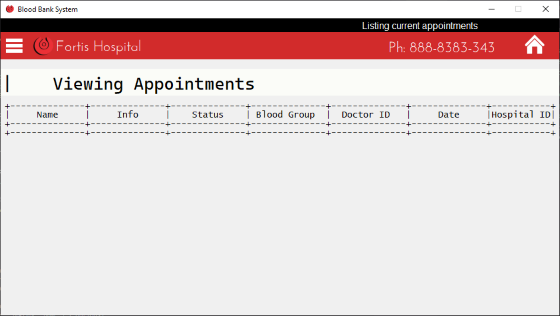 Blood Bank System
Listing current appointments
Fortis Hospital
Ph: 888-8383-343
| Viewing Appointments
+--------------+--------------+--------------+--------------+--------------+--------------+-----------+
| Name | Info | Status | Blood Group | Doctor ID | Date |Hospital ID|
+--------------+--------------+--------------+--------------+--------------+--------------+-----------+
+--------------+--------------+--------------+--------------+--------------+--------------+-----------+